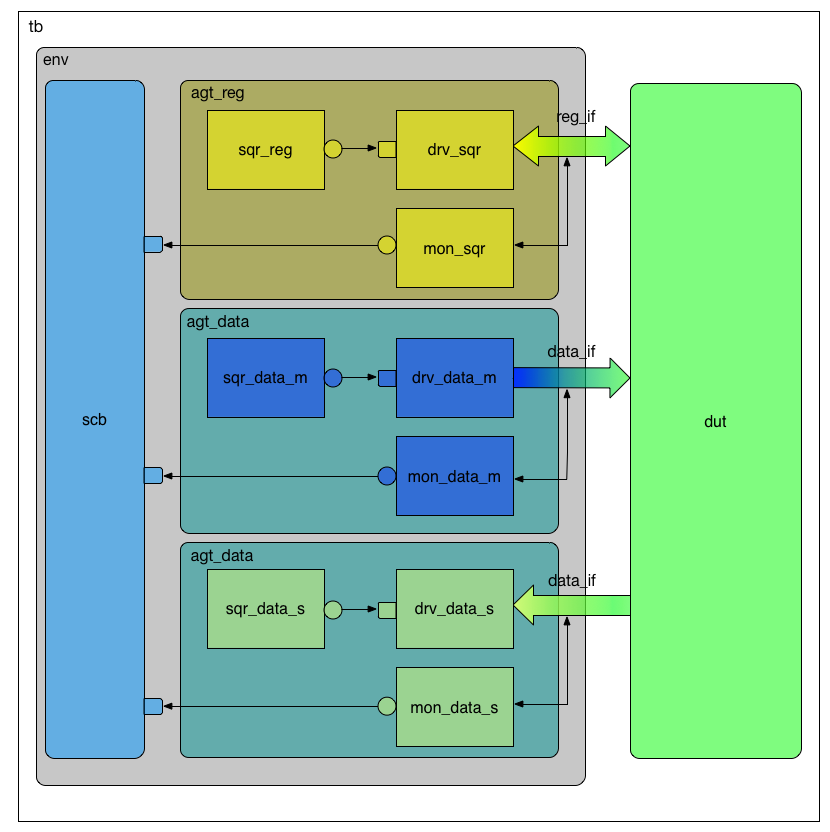 tb
env
agt_reg
reg_if
sqr_reg
drv_sqr
mon_sqr
agt_data
data_if
sqr_data_m
drv_data_m
scb
dut
mon_data_m
agt_data
data_if
sqr_data_s
drv_data_s
mon_data_s